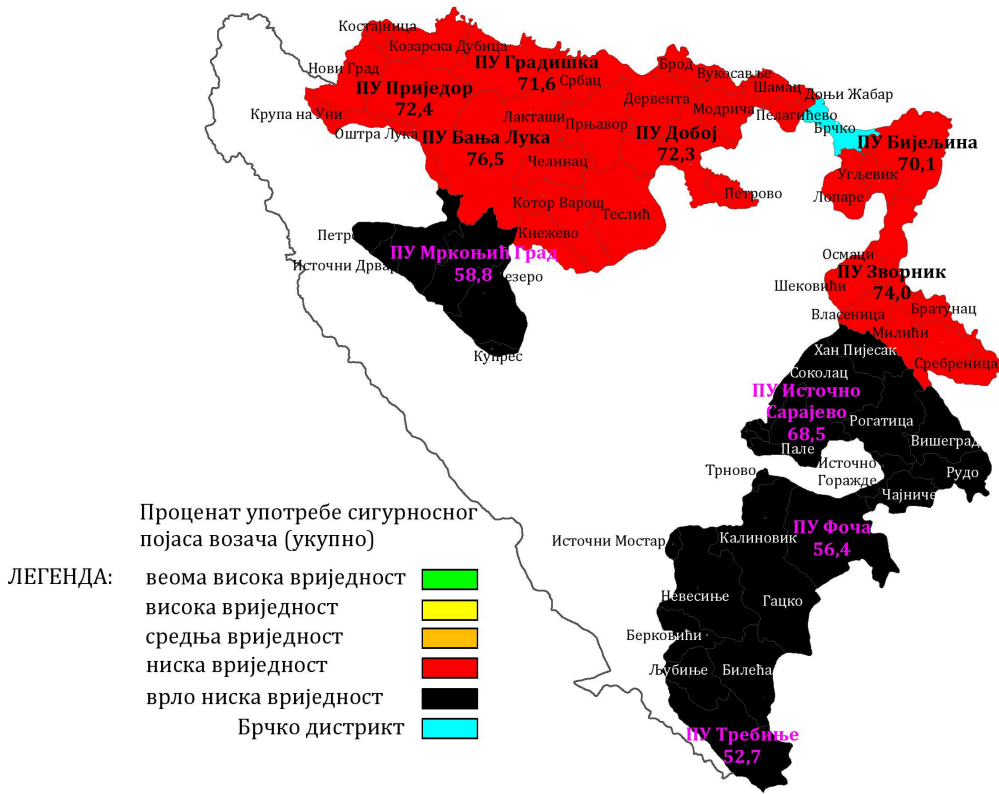 Костајница
Козарска Дубица
ПУ Градишка
71,6
Србац
Нови Град
ПУ Приједор
72,4
Крупа на Уни
Оштра Лука
ПУ Бања Лука
76,5
Лакташи
Прњавор
Челинац
Котор Варош
Кнежево
Теслић
Брод
Вукосавље
Дервента
Модрича
Шамац
Пелагићево
Доњи Жабар
Брчко
ПУ Добој
72,3
Петрово
ПУ Бијељина
70,1
Угљевик
Лопаре
Петро
Источни Дрвар
ПУ Мркоњић Град
58,8
езеро
Купрес
Осмаци
ПУ Зворник
74,0
Шековићи
Братунац
Власеница
Милићи
Сребреница
Хан Пијесак
Соколац
ПУ Источно
Сарајево
68,5
Рогатица
Вишеград
Пале
Источно
Горажде
Рудо
Трново
Чајниче
ПУ Фоча
56,4
Калиновик
Источни Мостар
Невесиње
Гацко
Берковићи
Љубиње
Билећа
ПУ Требиње
52,7
Проценат употребе сигурносног
појаса возача (укупно)
ЛЕГЕНДА:
веома висока вриједност
висока вриједност
средња вриједност
ниска вриједност
врло ниска вриједност
Брчко дистрикт